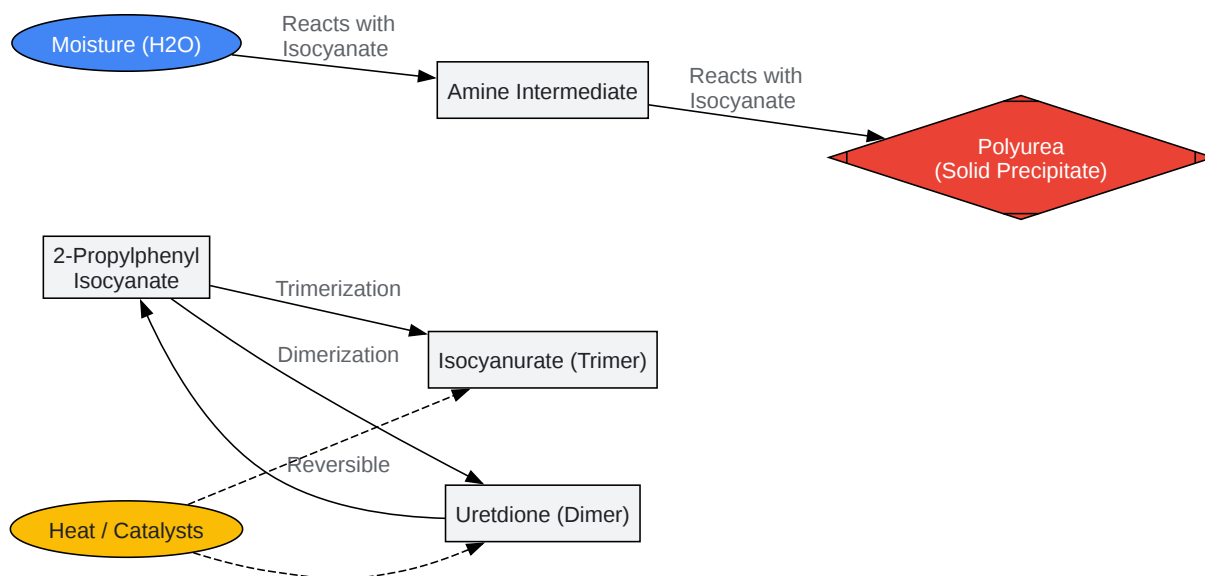 Moisture (H2O)
Reacts with
Isocyanate
Amine Intermediate
Reacts with
Isocyanate
Polyurea
(Solid Precipitate)
2-Propylphenyl
Isocyanate
Trimerization
Isocyanurate (Trimer)
Dimerization
Reversible
Uretdione (Dimer)
Heat / Catalysts